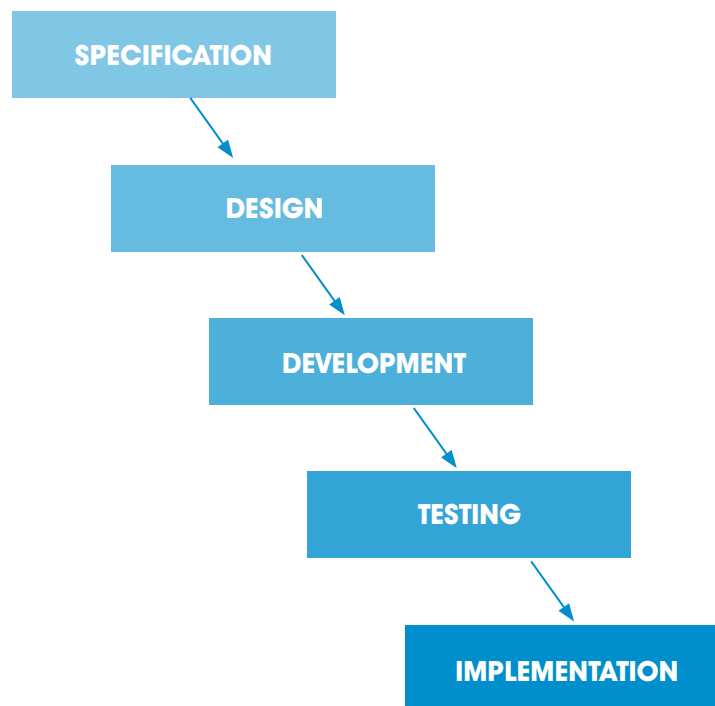 SPECIFICATION
DESIGN
DEVELOPMENT
TESTING
IMPLEMENTATION